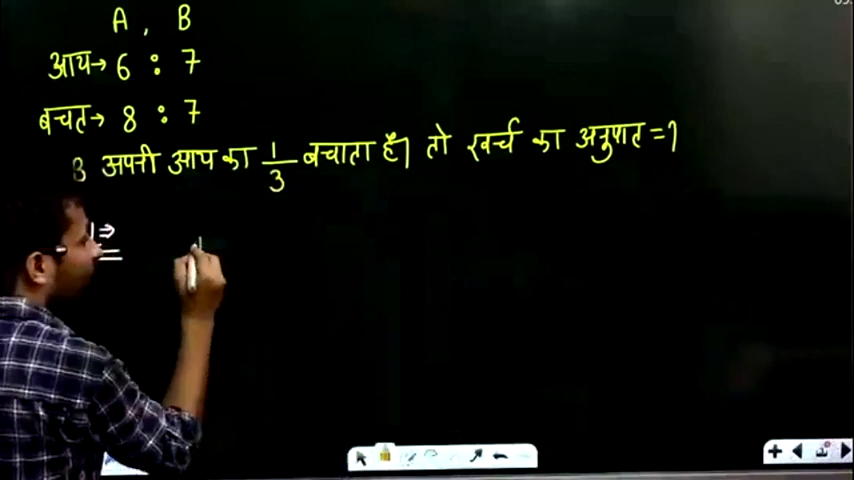 A , B
आय→ 6 : 7
बचत→ 8 : 7
B अपनी आय का 1/3 बचाता है। तो खर्च का अनुपात = ?